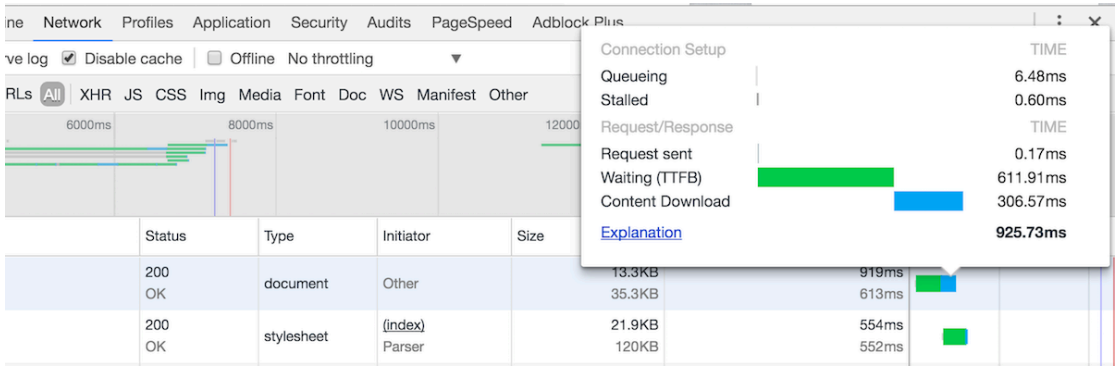 ine Network Profiles Application Security Audits PageSpeed Adblock Plus
rve log Disable cache Offline No throttling
RLs All XHR JS CSS Img Media Font Doc WS Manifest Other
6000ms 8000ms 10000ms 12000
Connection Setup TIME
Queueing 6.48ms
Stalled 0.60ms
Request/Response TIME
Request sent 0.17ms
Waiting (TTFB) 611.91ms
Content Download 306.57ms
Explanation 925.73ms
Status Type Initiator Size
200 document Other 13.3KB 919ms
OK 35.3KB 613ms
200 stylesheet (index) 21.9KB 554ms
OK Parser 120KB 552ms